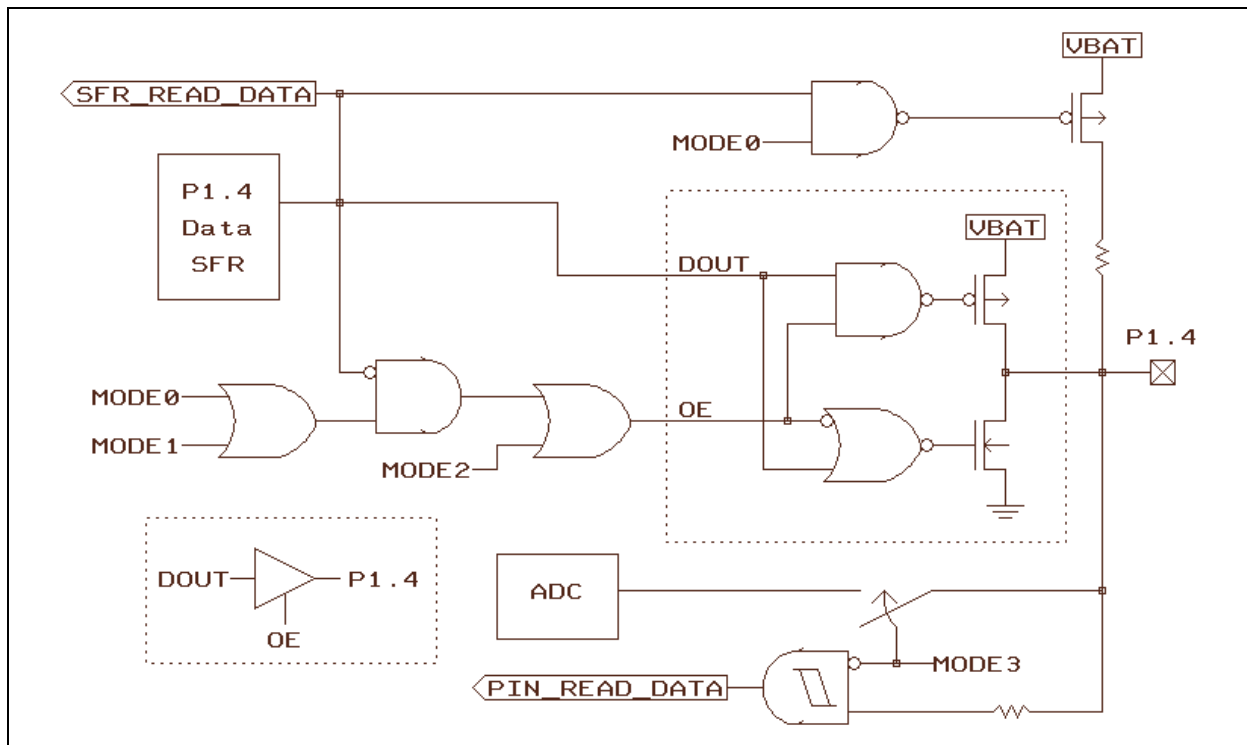 VBAT
SFR_READ_DATA
MODE0
P1.4
Data
SFR
VBAT
DOUT
P1.4
MODE0
OE
MODE1
MODE2
DOUT
P1.4
OE
ADC
MODE3
PIN_READ_DATA